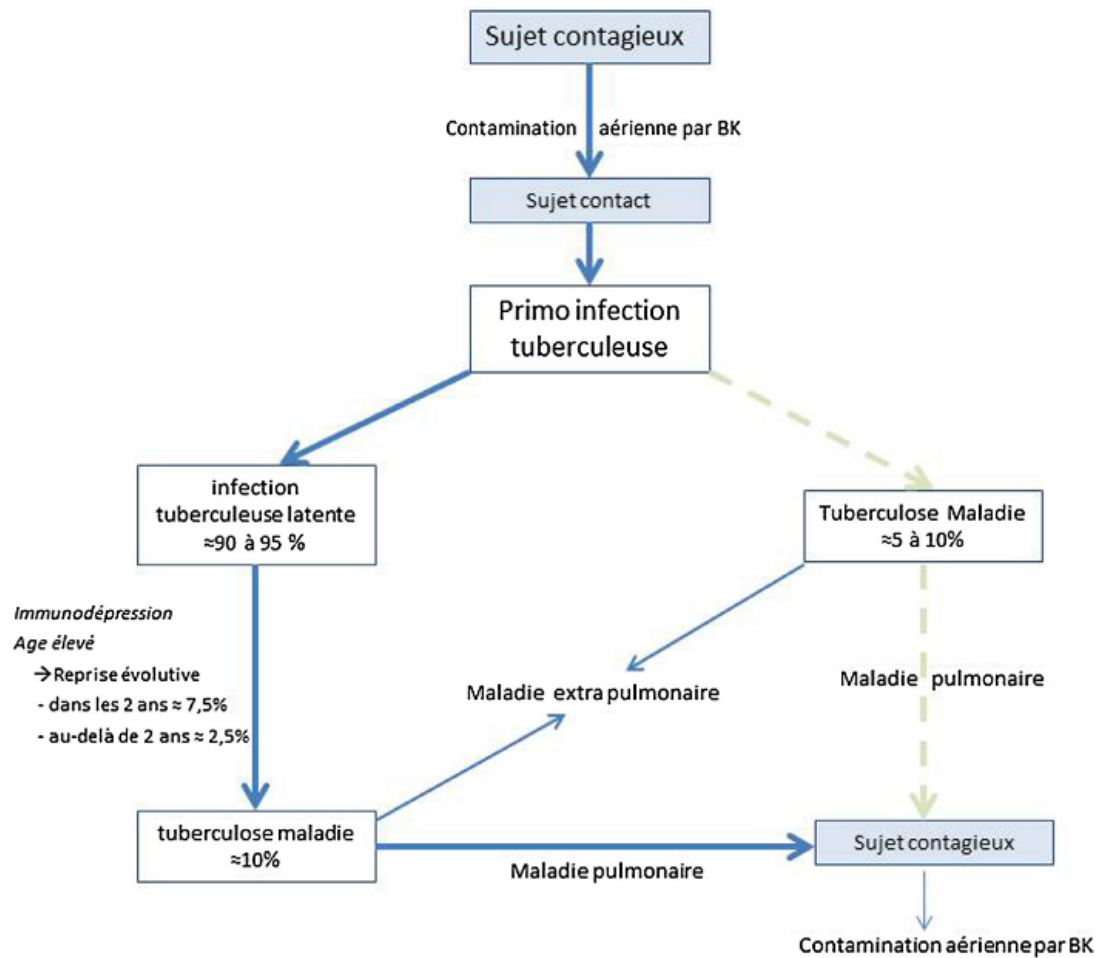 Sujet contagieux
Contamination aérienne par BK
Sujet contact
Primo infection
tuberculeuse
infection
tuberculeuse latente
≈90 à 95 %
Tuberculose Maladie
≈5 à 10%
Immunodépression
Age élevé
→Reprise évolutive
- dans les 2 ans ≈ 7,5%
- au-delà de 2 ans ≈ 2,5%
Maladie extra pulmonaire
Maladie pulmonaire
tuberculose maladie
≈10%
Maladie pulmonaire
Sujet contagieux
Contamination aérienne par BK